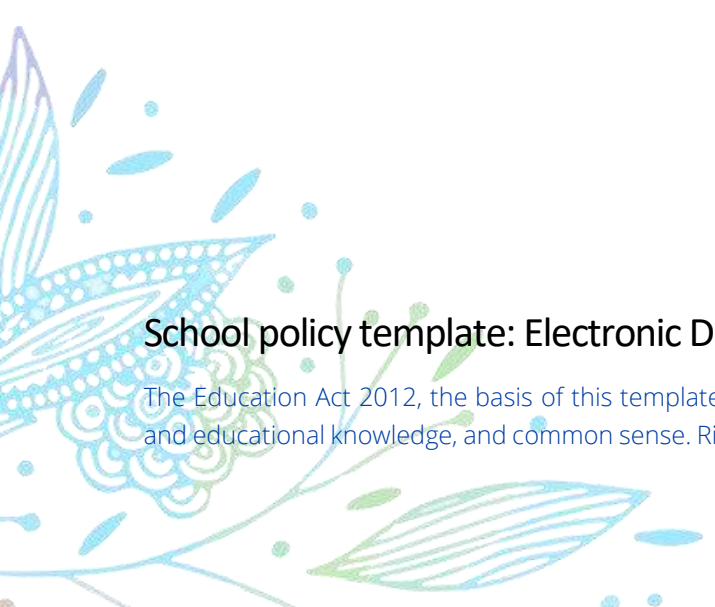 School policy template: Electronic D
The Education Act 2012, the basis of this template
and educational knowledge, and common sense. Ri